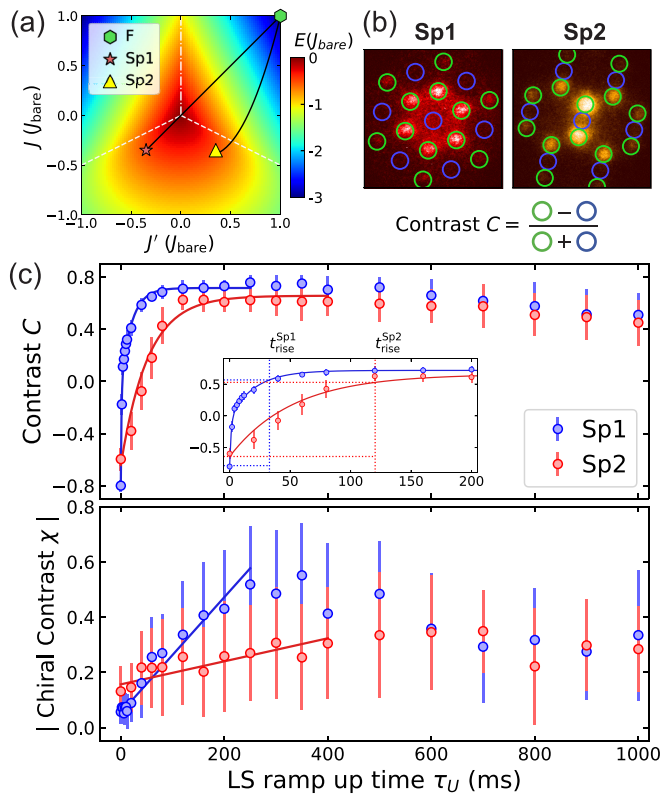 (a)
F
Sp1
Sp2
E(J_bare)
0
-1
-2
-3
1.0
0.5
0.0
-0.5
-1.0
J (J_bare)
-1.0 -0.5 0.0 0.5 1.0
J′ (J_bare)
(b)
Sp1 Sp2
Contrast C = (○ − ○) / (○ + ○)
(c)
0.8
0.4
0.0
-0.4
-0.8
Contrast C
t_rise^Sp1 t_rise^Sp2
0.5
0.0
-0.5
0 50 100 150 200
Sp1
Sp2
0.6
0.4
0.2
0.0
| Chiral Contrast χ |
0 200 400 600 800 1000
LS ramp up time τ_U (ms)